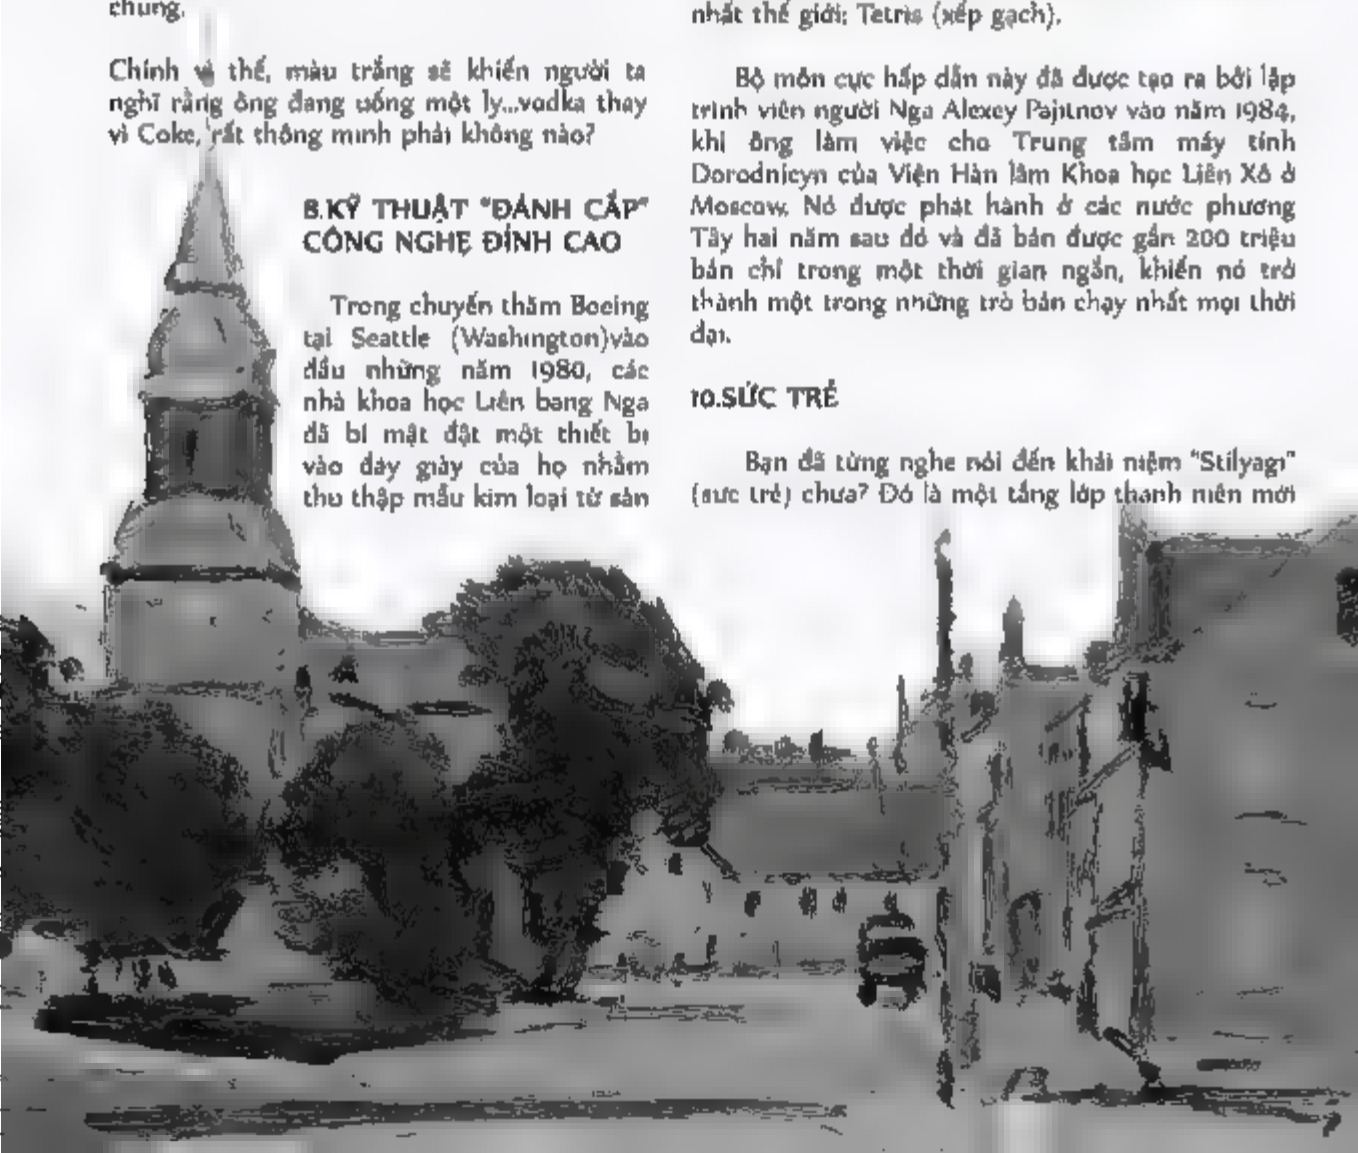 chung.
Chính vì thế, màu trắng sẽ khiến người ta
nghĩ rằng ông đang uống một ly...vodka thay
vì Coke, rất thông minh phải không nào?
8.KỸ THUẬT "ĐÁNH CẮP"
CÔNG NGHỆ ĐỈNH CAO
Trong chuyến thăm Boeing
tại Seattle (Washington)vào
đầu những năm 1980, các
nhà khoa học Liên bang Nga
đã bí mật đặt một thiết bị
vào đáy giày của họ nhằm
thu thập mẫu kim loại từ sàn
nhất thế giới: Tetris (xếp gạch).
Bộ môn cực hấp dẫn này đã được tạo ra bởi lập
trình viên người Nga Alexey Pajitnov vào năm 1984,
khi ông làm việc cho Trung tâm máy tính
Dorodnicyn của Viện Hàn lâm Khoa học Liên Xô ở
Moscow. Nó được phát hành ở các nước phương
Tây hai năm sau đó và đã bán được gần 200 triệu
bản chỉ trong một thời gian ngắn, khiến nó trở
thành một trong những trò bán chạy nhất mọi thời
đại.
10.SỨC TRẺ
Bạn đã từng nghe nói đến khái niệm "Stilyagi"
(sức trẻ) chưa? Đó là một tầng lớp thanh niên mới